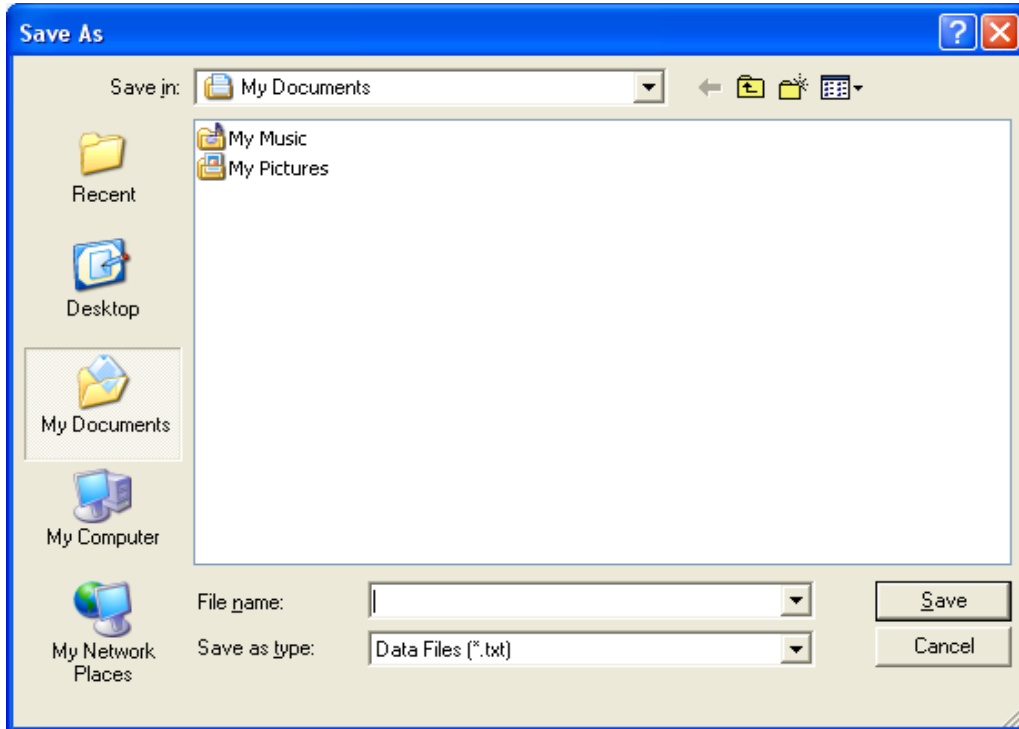 Save As
Save in: My Documents
My Music
My Pictures
Recent
Desktop
My Documents
My Computer
My Network
Places
File name:
Save
Save as type: Data Files (*.txt)
Cancel